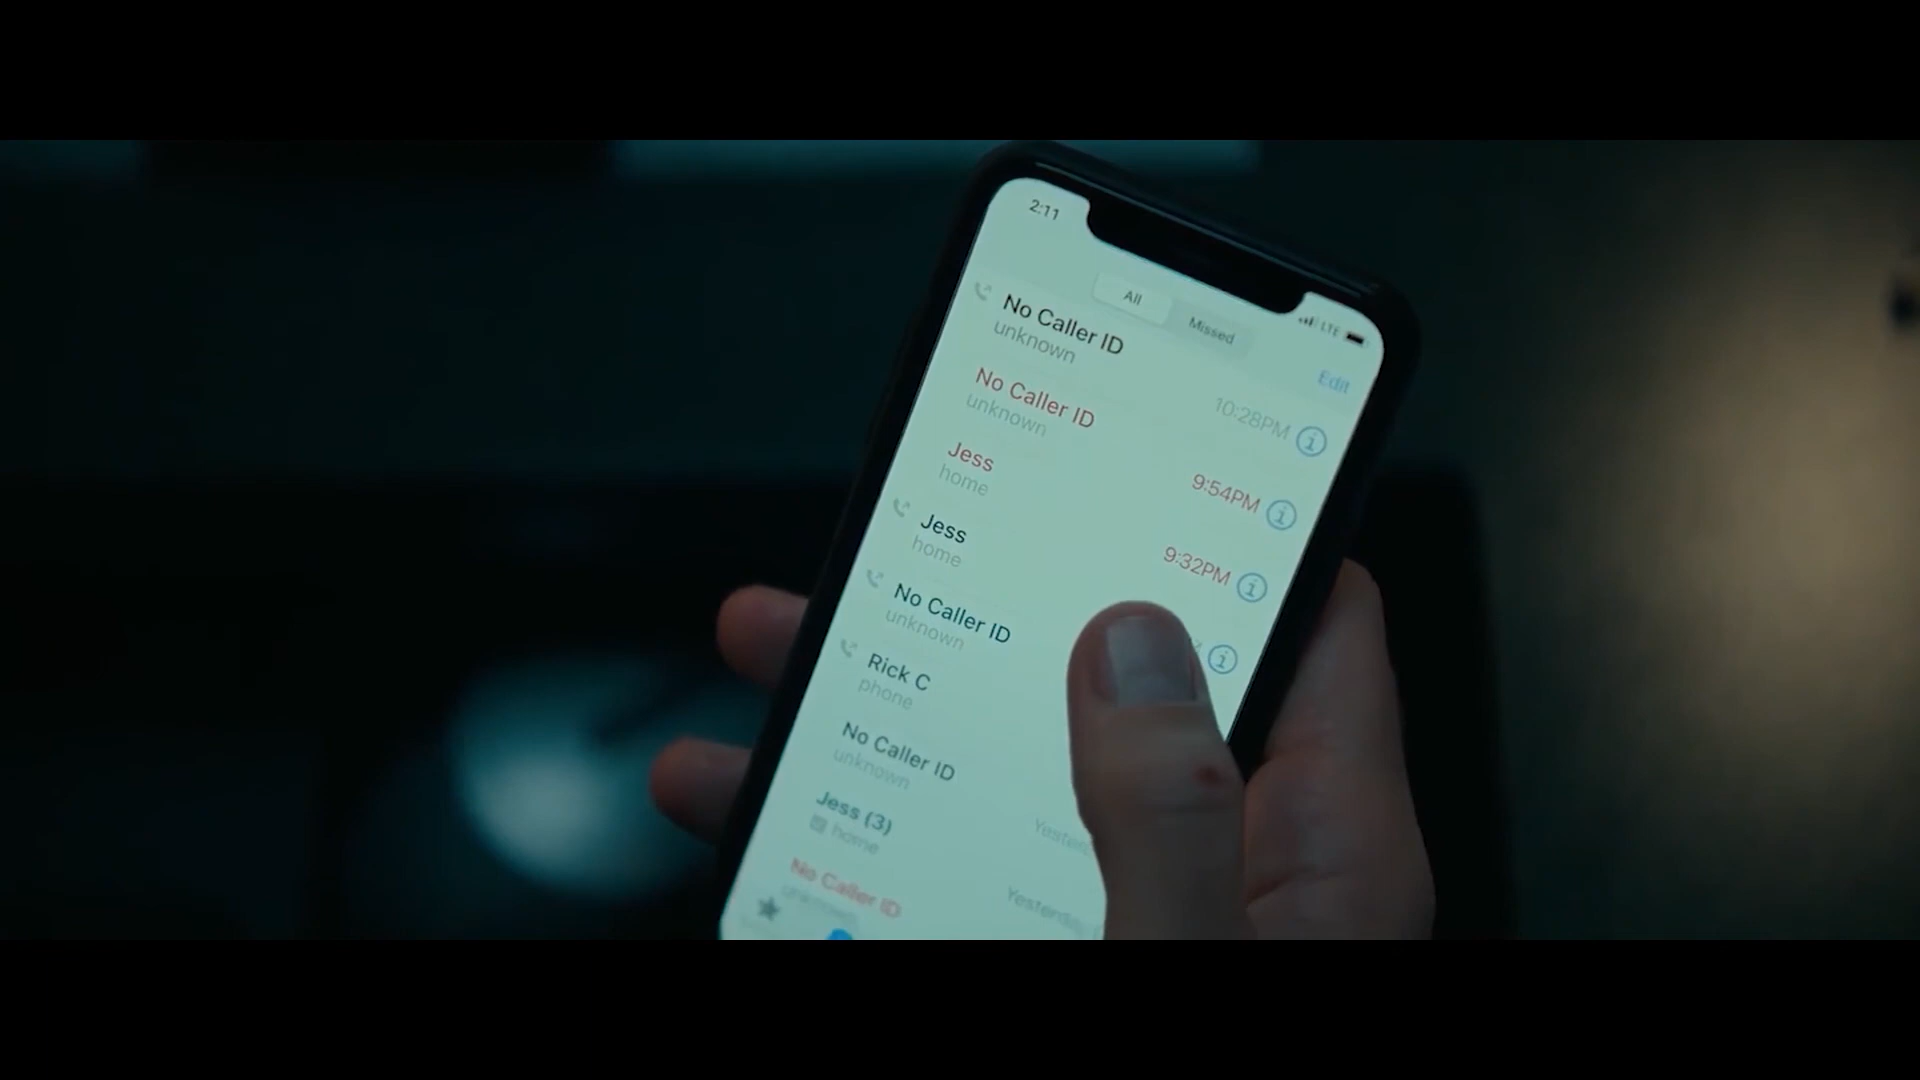 2:11
LTE
All
Missed
Edit
No Caller ID
unknown
10:28PM
No Caller ID
unknown
9:54PM
Jess
home
9:32PM
Jess
home
No Caller ID
unknown
Rick C
phone
No Caller ID
unknown
Jess (3)
home
No Caller ID
unknown